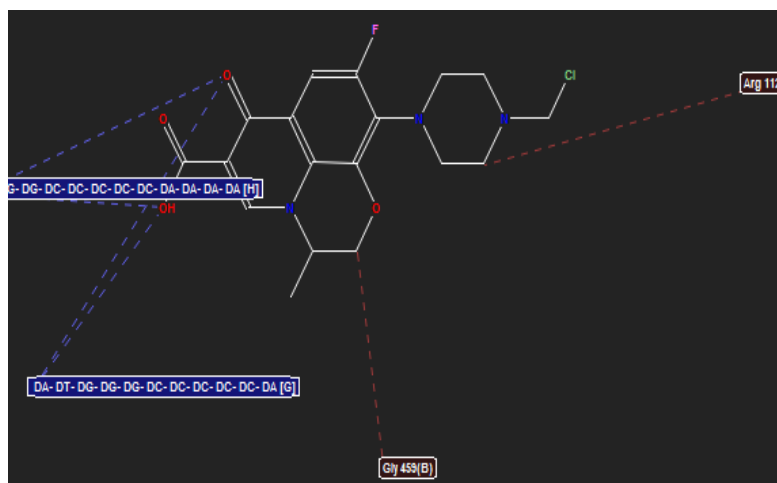 F
Cl
O
Arg 112
N
N
O
G- DG- DC- DC- DC- DC- DC- DA- DA- DA- DA [H]
OH
N
O
DA- DT- DG- DG- DG- DC- DC- DC- DC- DC- DA [G]
Gly 459(B)